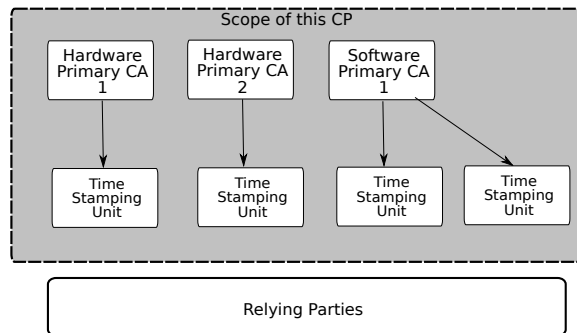 Scope of this CP
Hardware
Primary CA
1
Hardware
Primary CA
2
Software
Primary CA
1
Time
Stamping
Unit
Time
Stamping
Unit
Time
Stamping
Unit
Time
Stamping
Unit
Relying Parties